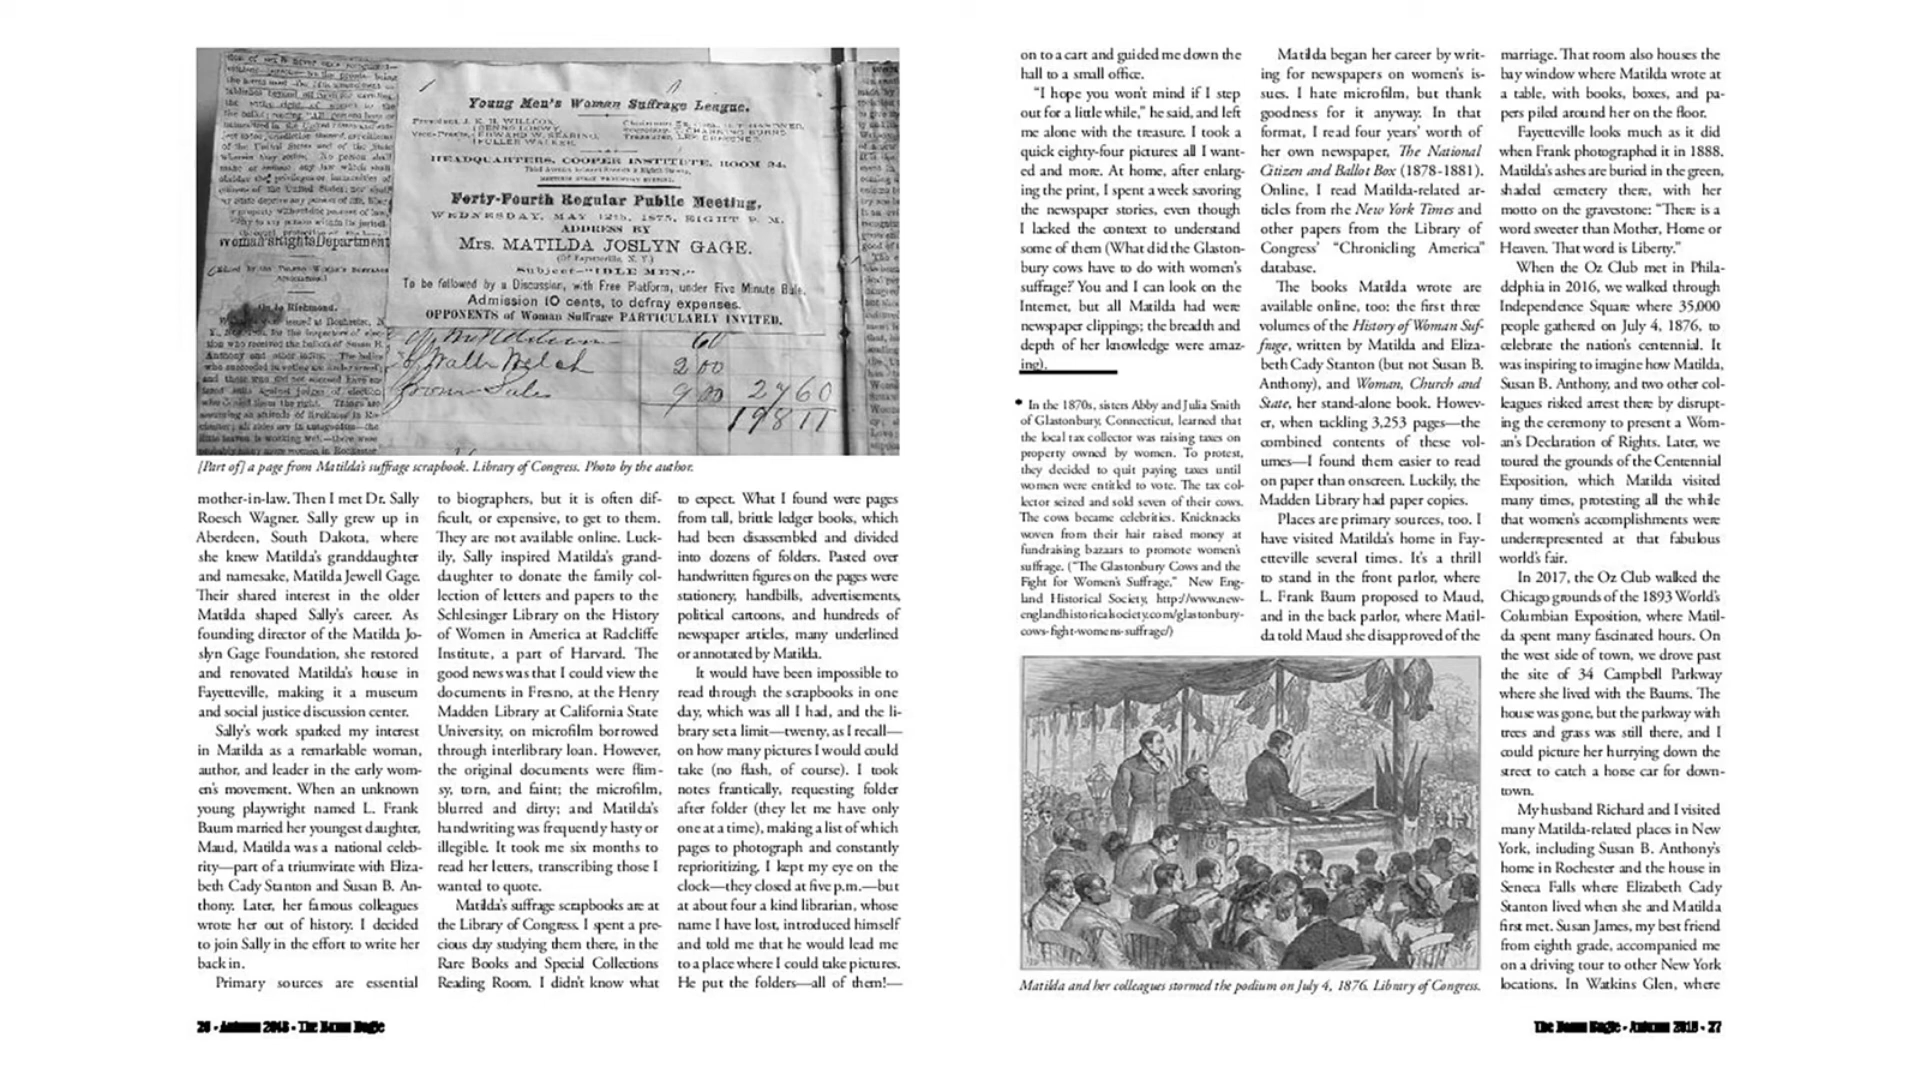 Young Men's Woman Suffrage League.
HEADQUARTERS, COOPER INSTITUTE, ROOM 24.
Forty-Fourth Regular Public Meeting,
WEDNESDAY, MAY 12th, 1875, EIGHT P. M.
ADDRESS BY
Mrs. MATILDA JOSLYN GAGE.
(Of Fayetteville, N. Y.)
Subject—"IDLE MEN."
To be followed by a Discussion, with Free Platform, under Five Minute Rule.
Admission 10 cents, to defray expenses.
OPPONENTS of Woman Suffrage PARTICULARLY INVITED.
Woman's Rights Department
On to Richmond.
60
2 00
9 00 27 60
198 11
[Part of] a page from Matilda's suffrage scrapbook. Library of Congress. Photo by the author.
mother-in-law. Then I met Dr. Sally
Roesch Wagner. Sally grew up in
Aberdeen, South Dakota, where
she knew Matilda's granddaughter
and namesake, Matilda Jewell Gage.
Their shared interest in the older
Matilda shaped Sally's career. As
founding director of the Matilda Jo-
slyn Gage Foundation, she restored
and renovated Matilda's house in
Fayetteville, making it a museum
and social justice discussion center.
Sally's work sparked my interest
in Matilda as a remarkable woman,
author, and leader in the early wom-
en's movement. When an unknown
young playwright named L. Frank
Baum married her youngest daughter,
Maud, Matilda was a national celeb-
rity—part of a triumvirate with Eliza-
beth Cady Stanton and Susan B. An-
thony. Later, her famous colleagues
wrote her out of history. I decided
to join Sally in the effort to write her
back in.
Primary sources are essential
to biographers, but it is often dif-
ficult, or expensive, to get to them.
They are not available online. Luck-
ily, Sally inspired Matilda's grand-
daughter to donate the family col-
lection of letters and papers to the
Schlesinger Library on the History
of Women in America at Radcliffe
Institute, a part of Harvard. The
good news was that I could view the
documents in Fresno, at the Henry
Madden Library at California State
University, on microfilm borrowed
through interlibrary loan. However,
the original documents were flim-
sy, torn, and faint; the microfilm,
blurred and dirty; and Matilda's
handwriting was frequently hasty or
illegible. It took me six months to
read her letters, transcribing those I
wanted to quote.
Matilda's suffrage scrapbooks are at
the Library of Congress. I spent a pre-
cious day studying them there, in the
Rare Books and Special Collections
Reading Room. I didn't know what
to expect. What I found were pages
from tall, brittle ledger books, which
had been disassembled and divided
into dozens of folders. Pasted over
handwritten figures on the pages were
stationery, handbills, advertisements,
political cartoons, and hundreds of
newspaper articles, many underlined
or annotated by Matilda.
It would have been impossible to
read through the scrapbooks in one
day, which was all I had, and the li-
brary set a limit—twenty, as I recall—
on how many pictures I would could
take (no flash, of course). I took
notes frantically, requesting folder
after folder (they let me have only
one at a time), making a list of which
pages to photograph and constantly
reprioritizing. I kept my eye on the
clock—they closed at five p.m.—but
at about four a kind librarian, whose
name I have lost, introduced himself
and told me that he would lead me
to a place where I could take pictures.
He put the folders—all of them!—
26 - Autumn 2018 - The Baum Bugle
on to a cart and guided me down the
hall to a small office.
"I hope you won't mind if I step
out for a little while," he said, and left
me alone with the treasure. I took a
quick eighty-four pictures: all I want-
ed and more. At home, after enlarg-
ing the print, I spent a week savoring
the newspaper stories, even though
I lacked the context to understand
some of them (What did the Glaston-
bury cows have to do with women's
suffrage?* You and I can look on the
Internet, but all Matilda had were
newspaper clippings; the breadth and
depth of her knowledge were amaz-
ing).
* In the 1870s, sisters Abby and Julia Smith
of Glastonbury, Connecticut, learned that
the local tax collector was raising taxes on
property owned by women. To protest,
they decided to quit paying taxes until
women were entitled to vote. The tax col-
lector seized and sold seven of their cows.
The cows became celebrities. Knicknacks
woven from their hair raised money at
fundraising bazaars to promote women's
suffrage. ("The Glastonbury Cows and the
Fight for Women's Suffrage," New Eng-
land Historical Society, http://www.new-
englandhistoricalsociety.com/glastonbury-
cows-fight-womens-suffrage/)
Matilda began her career by writ-
ing for newspapers on women's is-
sues. I hate microfilm, but thank
goodness for it anyway. In that
format, I read four years' worth of
her own newspaper, The National
Citizen and Ballot Box (1878-1881).
Online, I read Matilda-related ar-
ticles from the New York Times and
other papers from the Library of
Congress' "Chronicling America"
database.
The books Matilda wrote are
available online, too: the first three
volumes of the History of Woman Suf-
frage, written by Matilda and Eliza-
beth Cady Stanton (but not Susan B.
Anthony), and Woman, Church and
State, her stand-alone book. Howev-
er, when tackling 3,253 pages—the
combined contents of these vol-
umes—I found them easier to read
on paper than onscreen. Luckily, the
Madden Library had paper copies.
Places are primary sources, too. I
have visited Matilda's home in Fay-
etteville several times. It's a thrill
to stand in the front parlor, where
L. Frank Baum proposed to Maud,
and in the back parlor, where Matil-
da told Maud she disapproved of the
Matilda and her colleagues stormed the podium on July 4, 1876. Library of Congress.
marriage. That room also houses the
bay window where Matilda wrote at
a table, with books, boxes, and pa-
pers piled around her on the floor.
Fayetteville looks much as it did
when Frank photographed it in 1888.
Matilda's ashes are buried in the green,
shaded cemetery there, with her
motto on the gravestone: "There is a
word sweeter than Mother, Home or
Heaven. That word is Liberty."
When the Oz Club met in Phila-
delphia in 2016, we walked through
Independence Square where 35,000
people gathered on July 4, 1876, to
celebrate the nation's centennial. It
was inspiring to imagine how Matilda,
Susan B. Anthony, and two other col-
leagues risked arrest there by disrupt-
ing the ceremony to present a Wom-
an's Declaration of Rights. Later, we
toured the grounds of the Centennial
Exposition, which Matilda visited
many times, protesting all the while
that women's accomplishments were
underrepresented at that fabulous
world's fair.
In 2017, the Oz Club walked the
Chicago grounds of the 1893 World's
Columbian Exposition, where Matil-
da spent many fascinated hours. On
the west side of town, we drove past
the site of 34 Campbell Parkway
where she lived with the Baums. The
house was gone, but the parkway with
trees and grass was still there, and I
could picture her hurrying down the
street to catch a horse car for down-
town.
My husband Richard and I visited
many Matilda-related places in New
York, including Susan B. Anthony's
home in Rochester and the house in
Seneca Falls where Elizabeth Cady
Stanton lived when she and Matilda
first met. Susan James, my best friend
from eighth grade, accompanied me
on a driving tour to other New York
locations. In Watkins Glen, where
The Baum Bugle - Autumn 2018 - 27